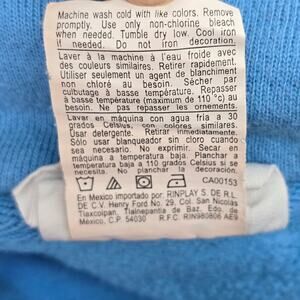 Machine wash cold with like colors. Remove
promptly. Use only non-chlorine bleach
when needed. Tumble dry low. Cool iron
if needed. Do not iron decoration.
Laver à la machine à l'eau froide avec
des couleurs similaires. Retirer rapidement.
Utiliser seulement un agent de blanchiment
non chloré au besoin. Sécher par
culbutage à basse température. Repasser
à basse température (maximum de 110 °c) au
besoin. Ne pas repasser les ornements.
Lavar en máquina con agua fría a 30
grados Celsius, con colores similares.
Usar detergente. Retirar inmediatamente.
Sólo usar blanqueador sin cloro cuando
sea necesario. No exprimir. Secar en
máquina a temperatura baja. Planchar a
temperatura baja a 110 grados Celsius si se
necesita. No planchar la decoración.
CA00153
En México importado por: RINPLAY S. DE R.L.
DE C.V. Henry Ford No. 29, Col. San Nicolás
Tlaxcolpan, Tlalnepantla de Baz. Edo. de
México, C.P. 54030 R.F.C. RIN980806 AE9